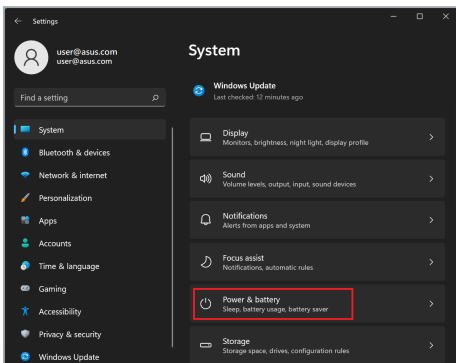 Settings
user@asus.com
user@asus.com
Find a setting
System
Bluetooth & devices
Network & internet
Personalization
Apps
Accounts
Time & language
Gaming
Accessibility
Privacy & security
Windows Update
System
Windows Update
Last checked: 12 minutes ago
Display
Monitors, brightness, night light, display profile
Sound
Volume levels, output, input, sound devices
Notifications
Alerts from apps and system
Focus assist
Notifications, automatic rules
Power & battery
Sleep, battery usage, battery saver
Storage
Storage space, drives, configuration rules